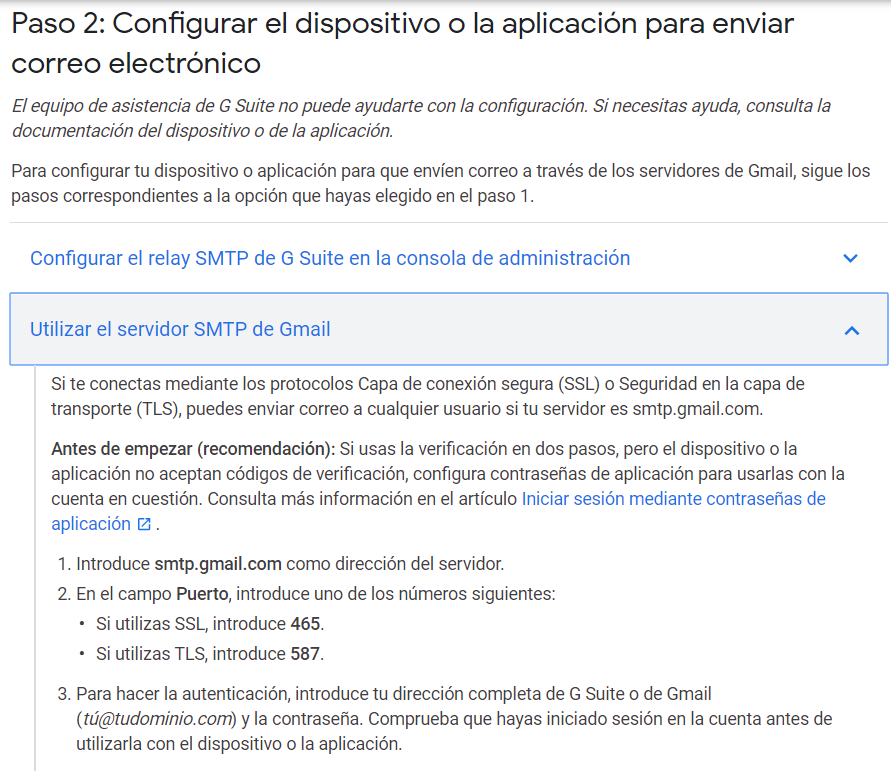 Paso 2: Configurar el dispositivo o la aplicación para enviar
correo electrónico
El equipo de asistencia de G Suite no puede ayudarte con la configuración. Si necesitas ayuda, consulta la
documentación del dispositivo o de la aplicación.
Para configurar tu dispositivo o aplicación para que envíen correo a través de los servidores de Gmail, sigue los
pasos correspondientes a la opción que hayas elegido en el paso 1.
Configurar el relay SMTP de G Suite en la consola de administración
Utilizar el servidor SMTP de Gmail
Si te conectas mediante los protocolos Capa de conexión segura (SSL) o Seguridad en la capa de
transporte (TLS), puedes enviar correo a cualquier usuario si tu servidor es smtp.gmail.com.
Antes de empezar (recomendación): Si usas la verificación en dos pasos, pero el dispositivo o la
aplicación no aceptan códigos de verificación, configura contraseñas de aplicación para usarlas con la
cuenta en cuestión. Consulta más información en el artículo Iniciar sesión mediante contraseñas de
aplicación .
1. Introduce smtp.gmail.com como dirección del servidor.
2. En el campo Puerto, introduce uno de los números siguientes:
• Si utilizas SSL, introduce 465.
• Si utilizas TLS, introduce 587.
3. Para hacer la autenticación, introduce tu dirección completa de G Suite o de Gmail
(tú@tudominio.com) y la contraseña. Comprueba que hayas iniciado sesión en la cuenta antes de
utilizarla con el dispositivo o la aplicación.